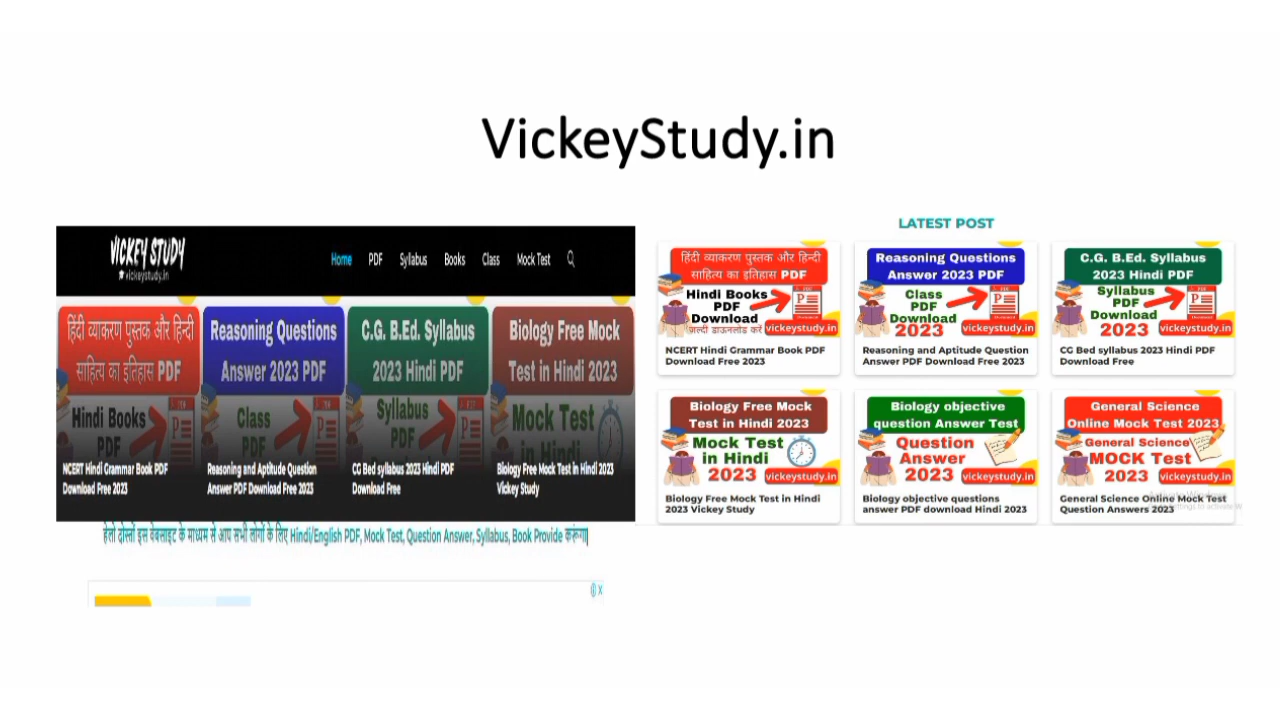 VickeyStudy.in
VICKEY STUDY
vickeystudy.in
Home PDF Syllabus Books Class Mock Test
हिंदी व्याकरण पुस्तक और हिन्दी
साहित्य का इतिहास PDF
Hindi Books
PDF
NCERT Hindi Grammar Book PDF
Download Free 2023
Reasoning Questions
Answer 2023 PDF
Class
PDF
Reasoning and Aptitude Question
Answer PDF Download Free 2023
C.G. B.Ed. Syllabus
2023 Hindi PDF
Syllabus
PDF
CG Bed syllabus 2023 Hindi PDF
Download Free
Biology Free Mock
Test in Hindi 2023
Mock Test
in Hindi
Biology Free Mock Test in Hindi 2023
Vickey Study
हेलो दोस्तों इस वेबसाइट के माध्यम से आप सभी लोगों के लिए Hindi/English PDF, Mock Test, Question Answer, Syllabus, Book Provide करूंगा|
LATEST POST
हिंदी व्याकरण पुस्तक और हिन्दी
साहित्य का इतिहास PDF
Hindi Books
PDF
Download
जल्दी डाऊनलोड करें vickeystudy.in
NCERT Hindi Grammar Book PDF
Download Free 2023
Reasoning Questions
Answer 2023 PDF
Class
PDF
Download
2023 vickeystudy.in
Reasoning and Aptitude Question
Answer PDF Download Free 2023
C.G. B.Ed. Syllabus
2023 Hindi PDF
Syllabus
PDF
Download
2023 vickeystudy.in
CG Bed syllabus 2023 Hindi PDF
Download Free
Biology Free Mock
Test in Hindi 2023
Mock Test
in Hindi
2023 vickeystudy.in
Biology Free Mock Test in Hindi
2023 Vickey Study
Biology objective
question Answer Test
Question
Answer
2023 vickeystudy.in
Biology objective questions
answer PDF download Hindi 2023
General Science
Online Mock Test 2023
General Science
MOCK Test
2023 vickeystudy.in
General Science Online Mock Test
Question Answers 2023